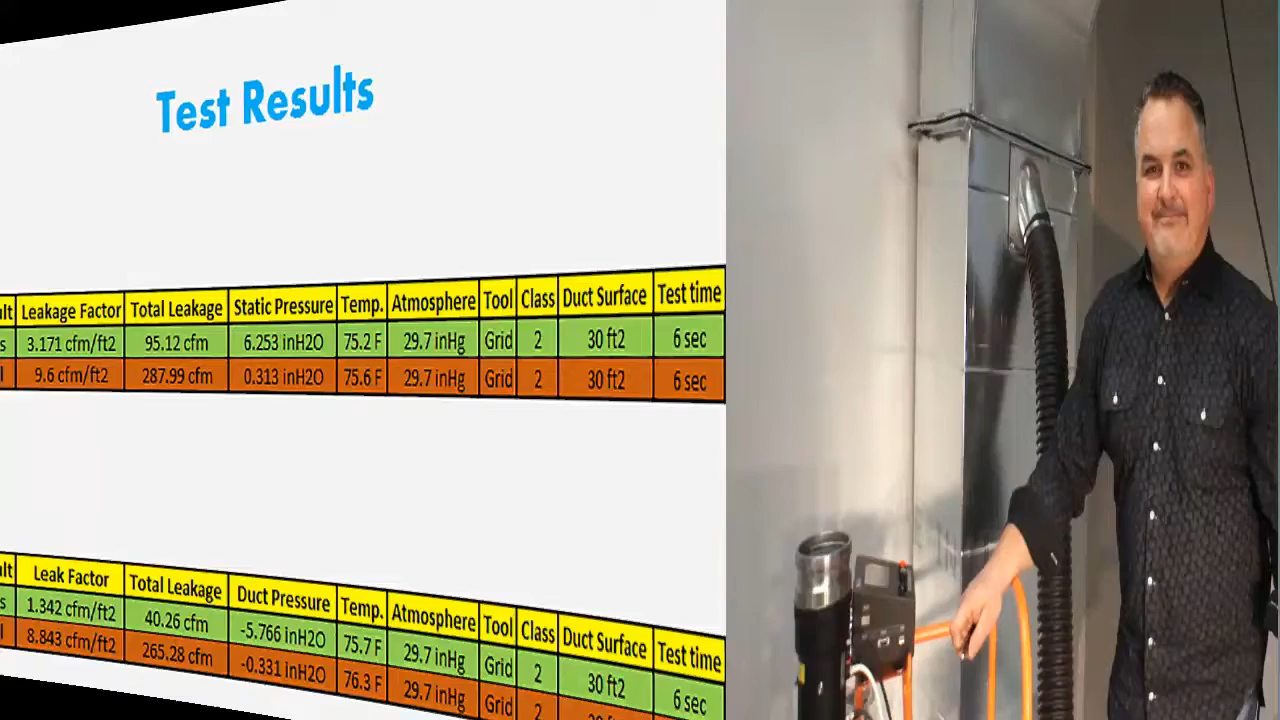 Test Results
Leakage Factor Total Leakage Static Pressure Temp. Atmosphere Tool Class Duct Surface Test time
3.171 cfm/ft2 95.12 cfm 6.253 inH2O 75.2 F 29.7 inHg Grid 2 30 ft2 6 sec
9.6 cfm/ft2 287.99 cfm 0.313 inH2O 75.6 F 29.7 inHg Grid 2 30 ft2 6 sec
Leak Factor Total Leakage Duct Pressure Temp. Atmosphere Tool Class Duct Surface Test time
1.342 cfm/ft2 40.26 cfm -5.766 inH2O 75.7 F 29.7 inHg Grid 2 30 ft2 6 sec
8.843 cfm/ft2 265.28 cfm -0.331 inH2O 76.3 F 29.7 inHg Grid 2